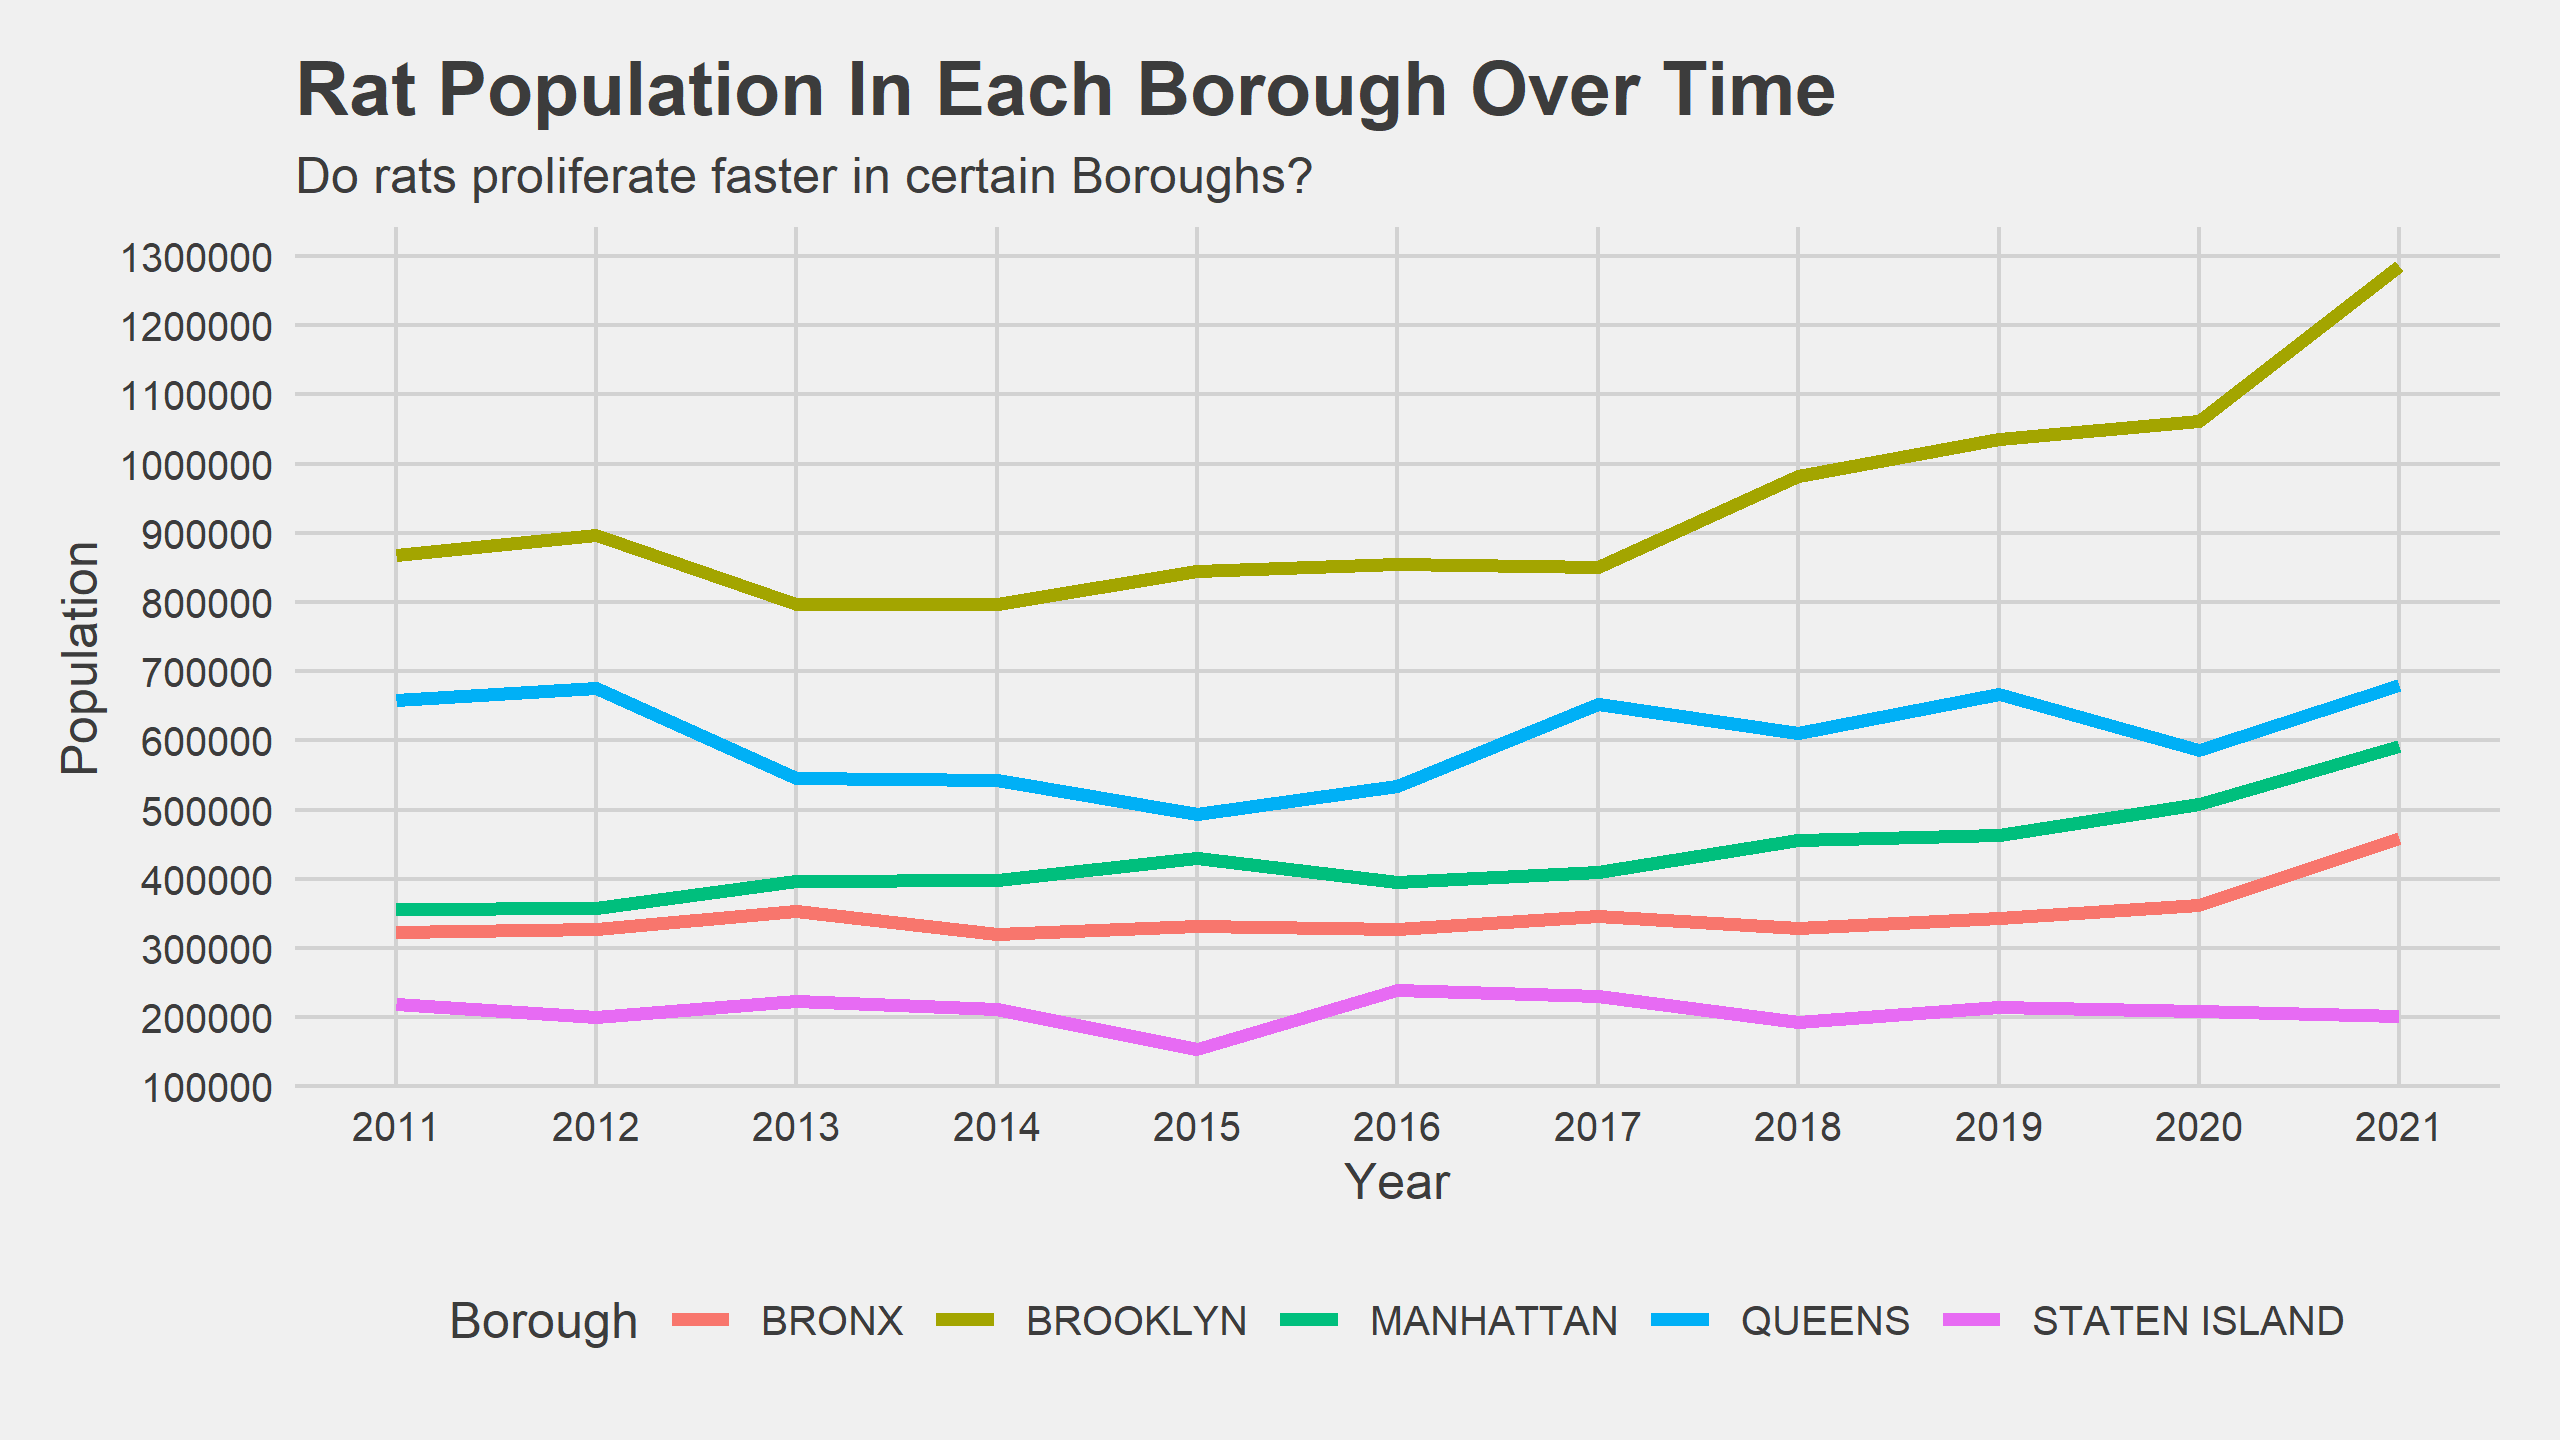 Rat Population In Each Borough Over Time
Do rats proliferate faster in certain Boroughs?
1300000
1200000
1100000
1000000
900000
800000
700000
600000
500000
400000
300000
200000
100000
Population
2011 2012 2013 2014 2015 2016 2017 2018 2019 2020 2021
Year
Borough BRONX BROOKLYN MANHATTAN QUEENS STATEN ISLAND